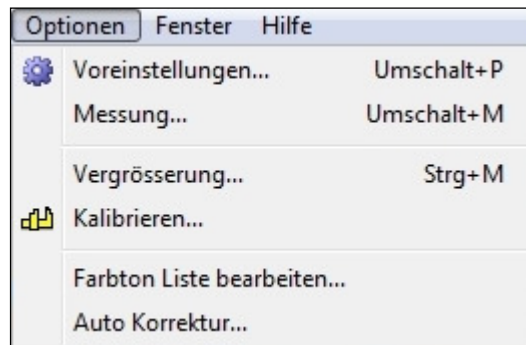 Optionen Fenster Hilfe
Voreinstellungen... Umschalt+P
Messung... Umschalt+M
Vergrösserung... Strg+M
Kalibrieren...
Farbton Liste bearbeiten...
Auto Korrektur...